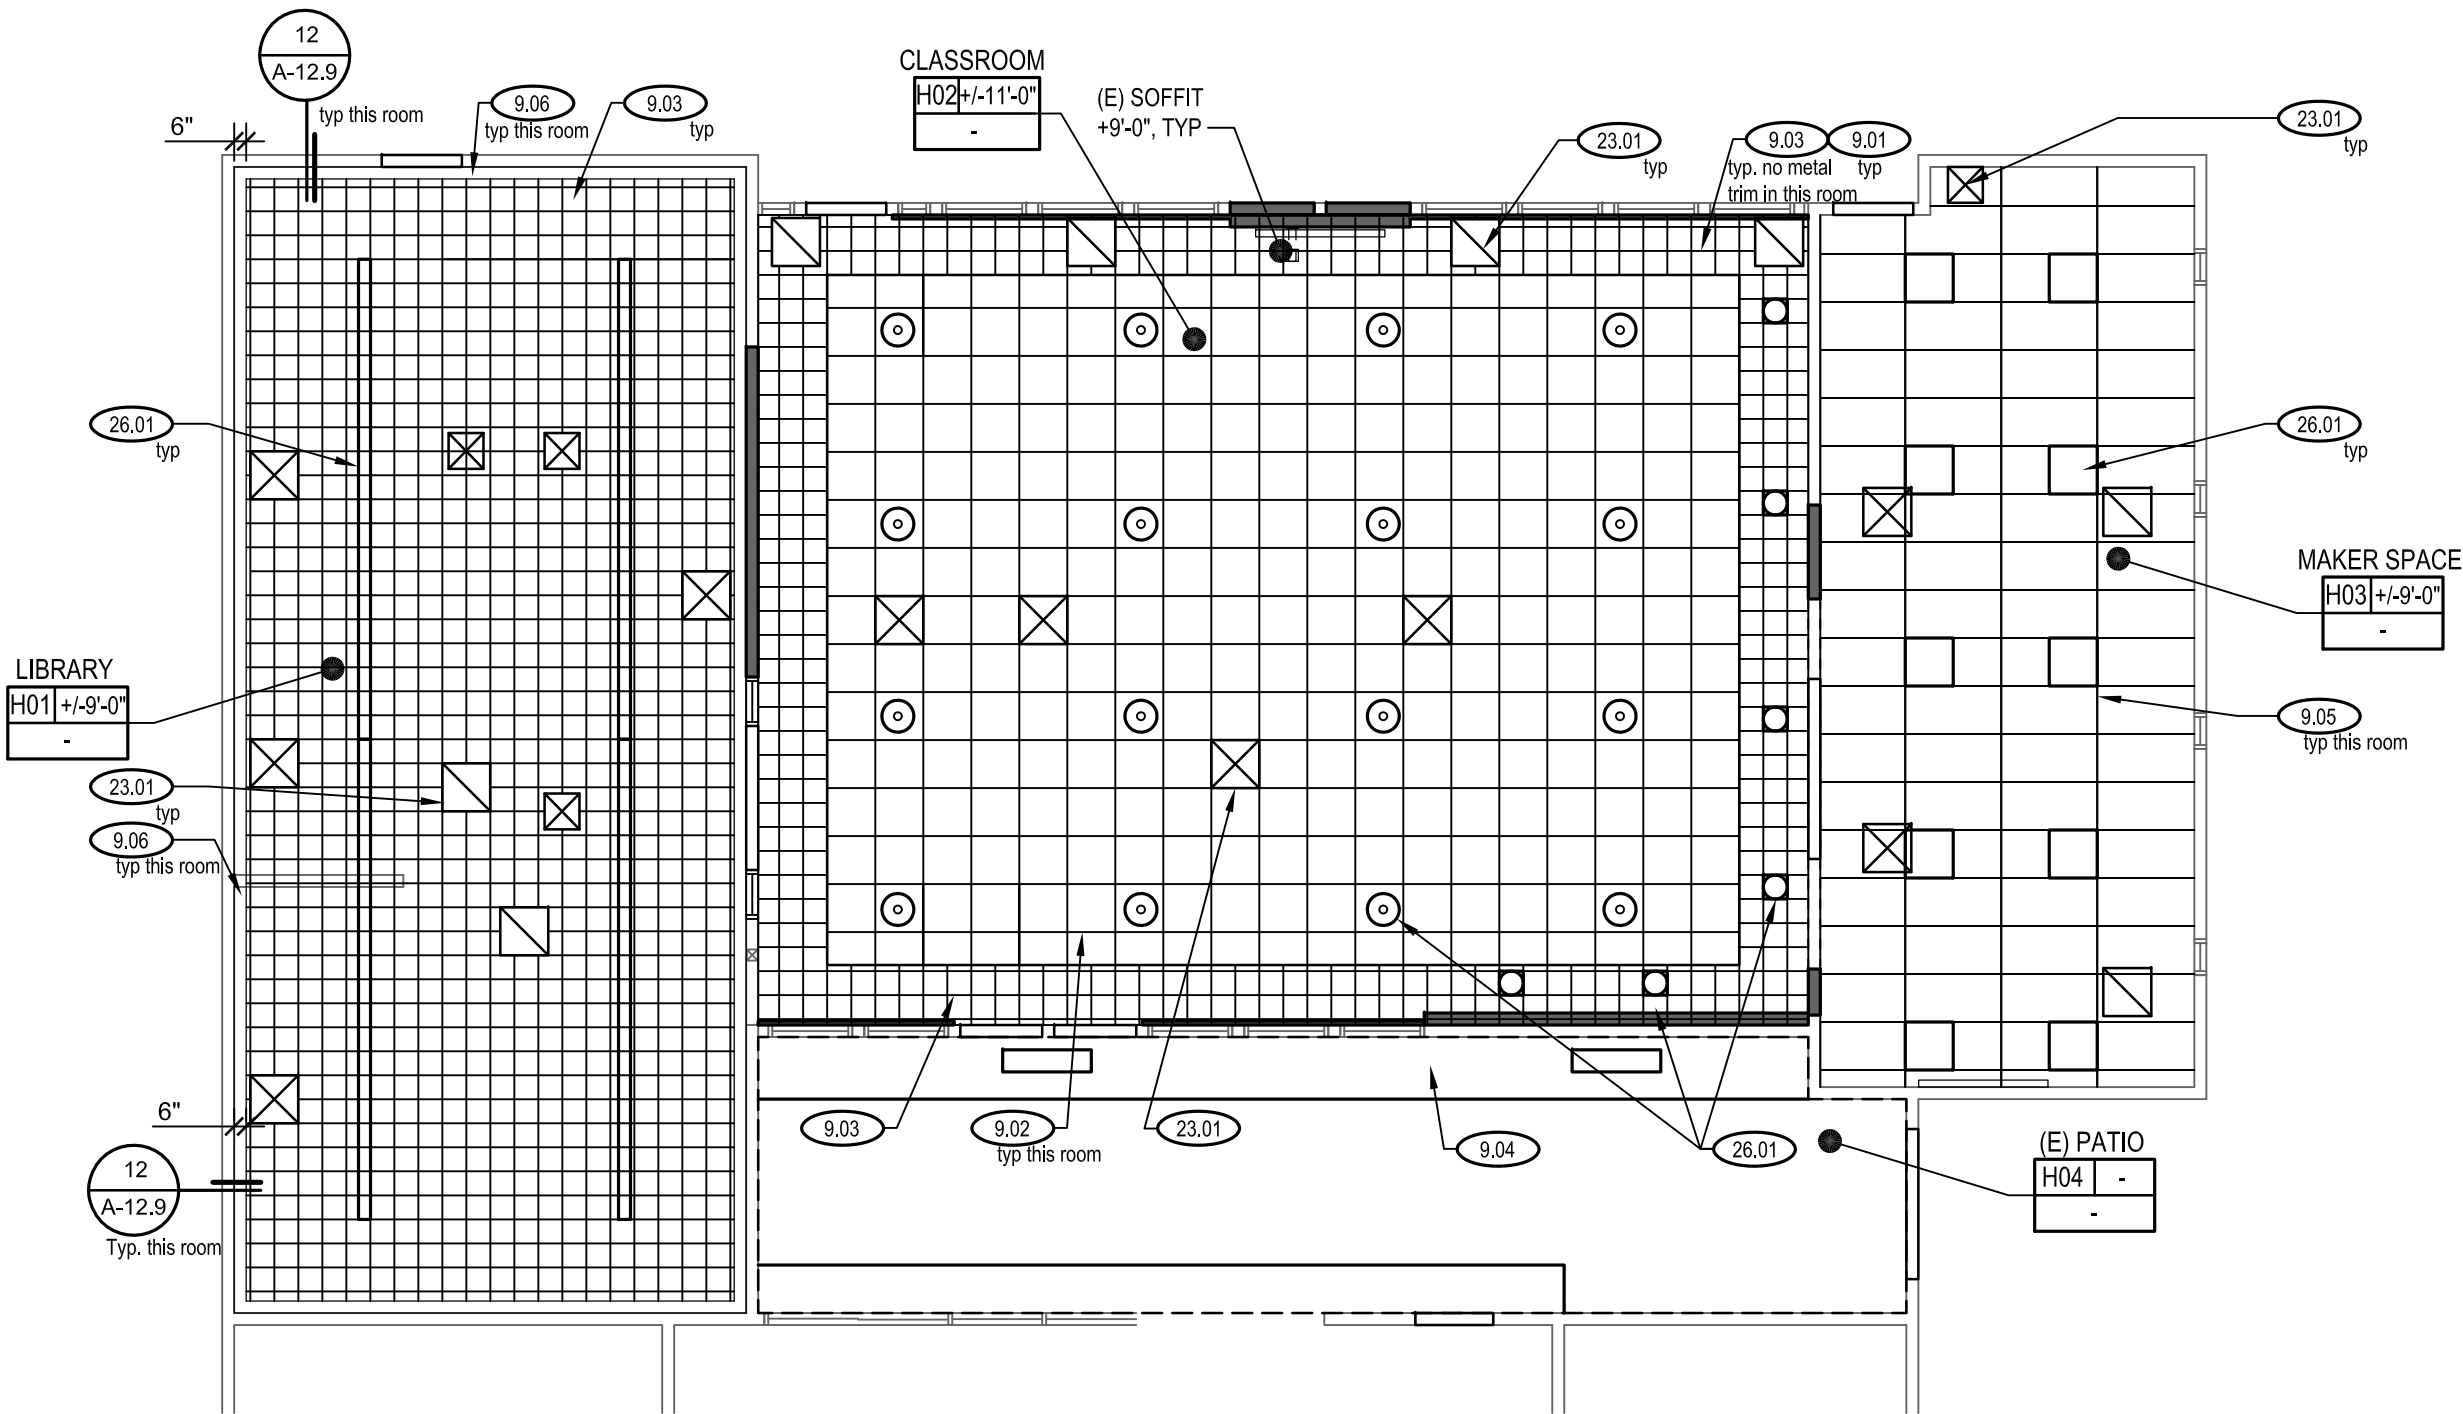 12
A-12.9
typ this room
6"
9.06
typ this room
9.03
typ
CLASSROOM
H02 +/-11'-0"
-
(E) SOFFIT
+9'-0", TYP
23.01
typ
9.03
typ. no metal
trim in this room
9.01
typ
23.01
typ
26.01
typ
26.01
typ
MAKER SPACE
H03 +/-9'-0"
-
LIBRARY
H01 +/-9'-0"
-
23.01
typ
9.06
typ this room
9.05
typ this room
6"
12
A-12.9
Typ. this room
9.03
9.02
typ this room
23.01
9.04
26.01
(E) PATIO
H04 -
-